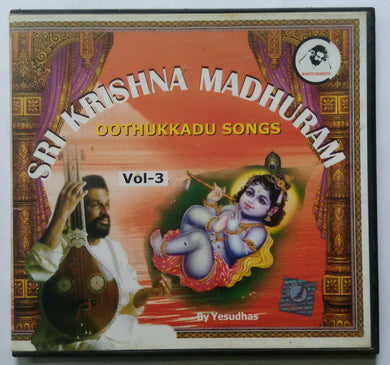 SRI KRISHNA MADHURAM
OOTHUKKADU SONGS
Vol-3
By Yesudhas